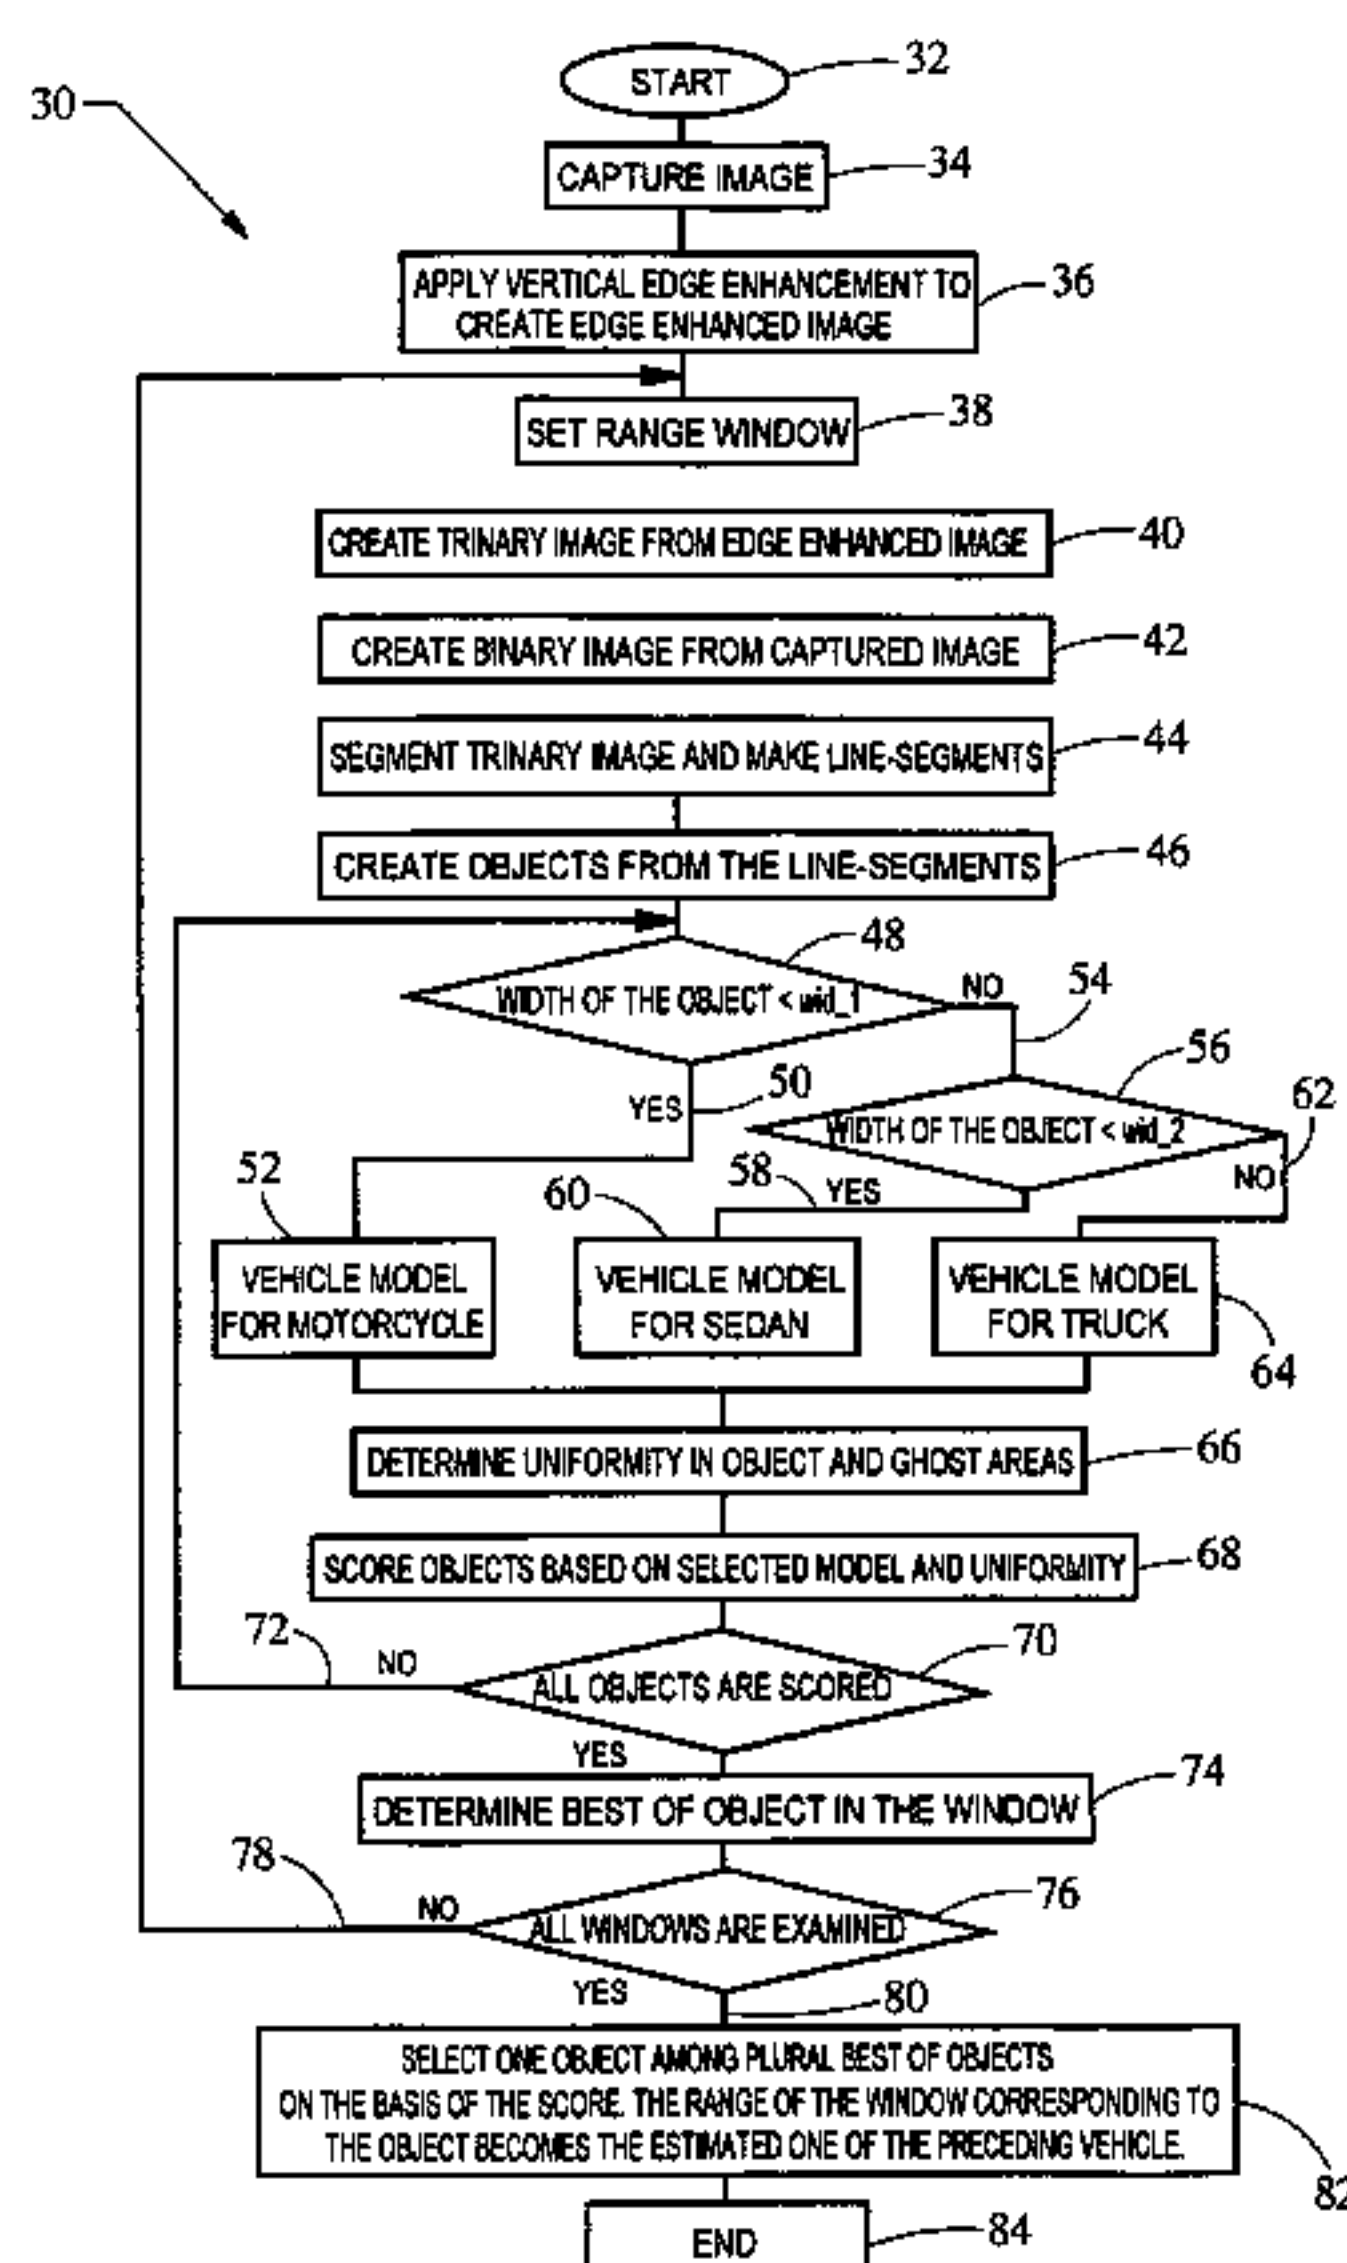 START
32
30
CAPTURE IMAGE
34
APPLY VERTICAL EDGE ENHANCEMENT TO
CREATE EDGE ENHANCED IMAGE
36
SET RANGE WINDOW
38
CREATE TRINARY IMAGE FROM EDGE ENHANCED IMAGE
40
CREATE BINARY IMAGE FROM CAPTURED IMAGE
42
SEGMENT TRINARY IMAGE AND MAKE LINE-SEGMENTS
44
CREATE OBJECTS FROM THE LINE-SEGMENTS
46
48
WIDTH OF THE OBJECT < wid_1
NO
54
YES
50
56
WIDTH OF THE OBJECT < wid_2
62
NO
58
YES
52
60
VEHICLE MODEL
FOR MOTORCYCLE
VEHICLE MODEL
FOR SEDAN
VEHICLE MODEL
FOR TRUCK
64
DETERMINE UNIFORMITY IN OBJECT AND GHOST AREAS
66
SCORE OBJECTS BASED ON SELECTED MODEL AND UNIFORMITY
68
72
NO
70
ALL OBJECTS ARE SCORED
YES
74
DETERMINE BEST OF OBJECT IN THE WINDOW
78
NO
76
ALL WINDOWS ARE EXAMINED
YES
80
SELECT ONE OBJECT AMONG PLURAL BEST OF OBJECTS
ON THE BASIS OF THE SCORE. THE RANGE OF THE WINDOW CORRESPONDING TO
THE OBJECT BECOMES THE ESTIMATED ONE OF THE PRECEDING VEHICLE.
82
END
84